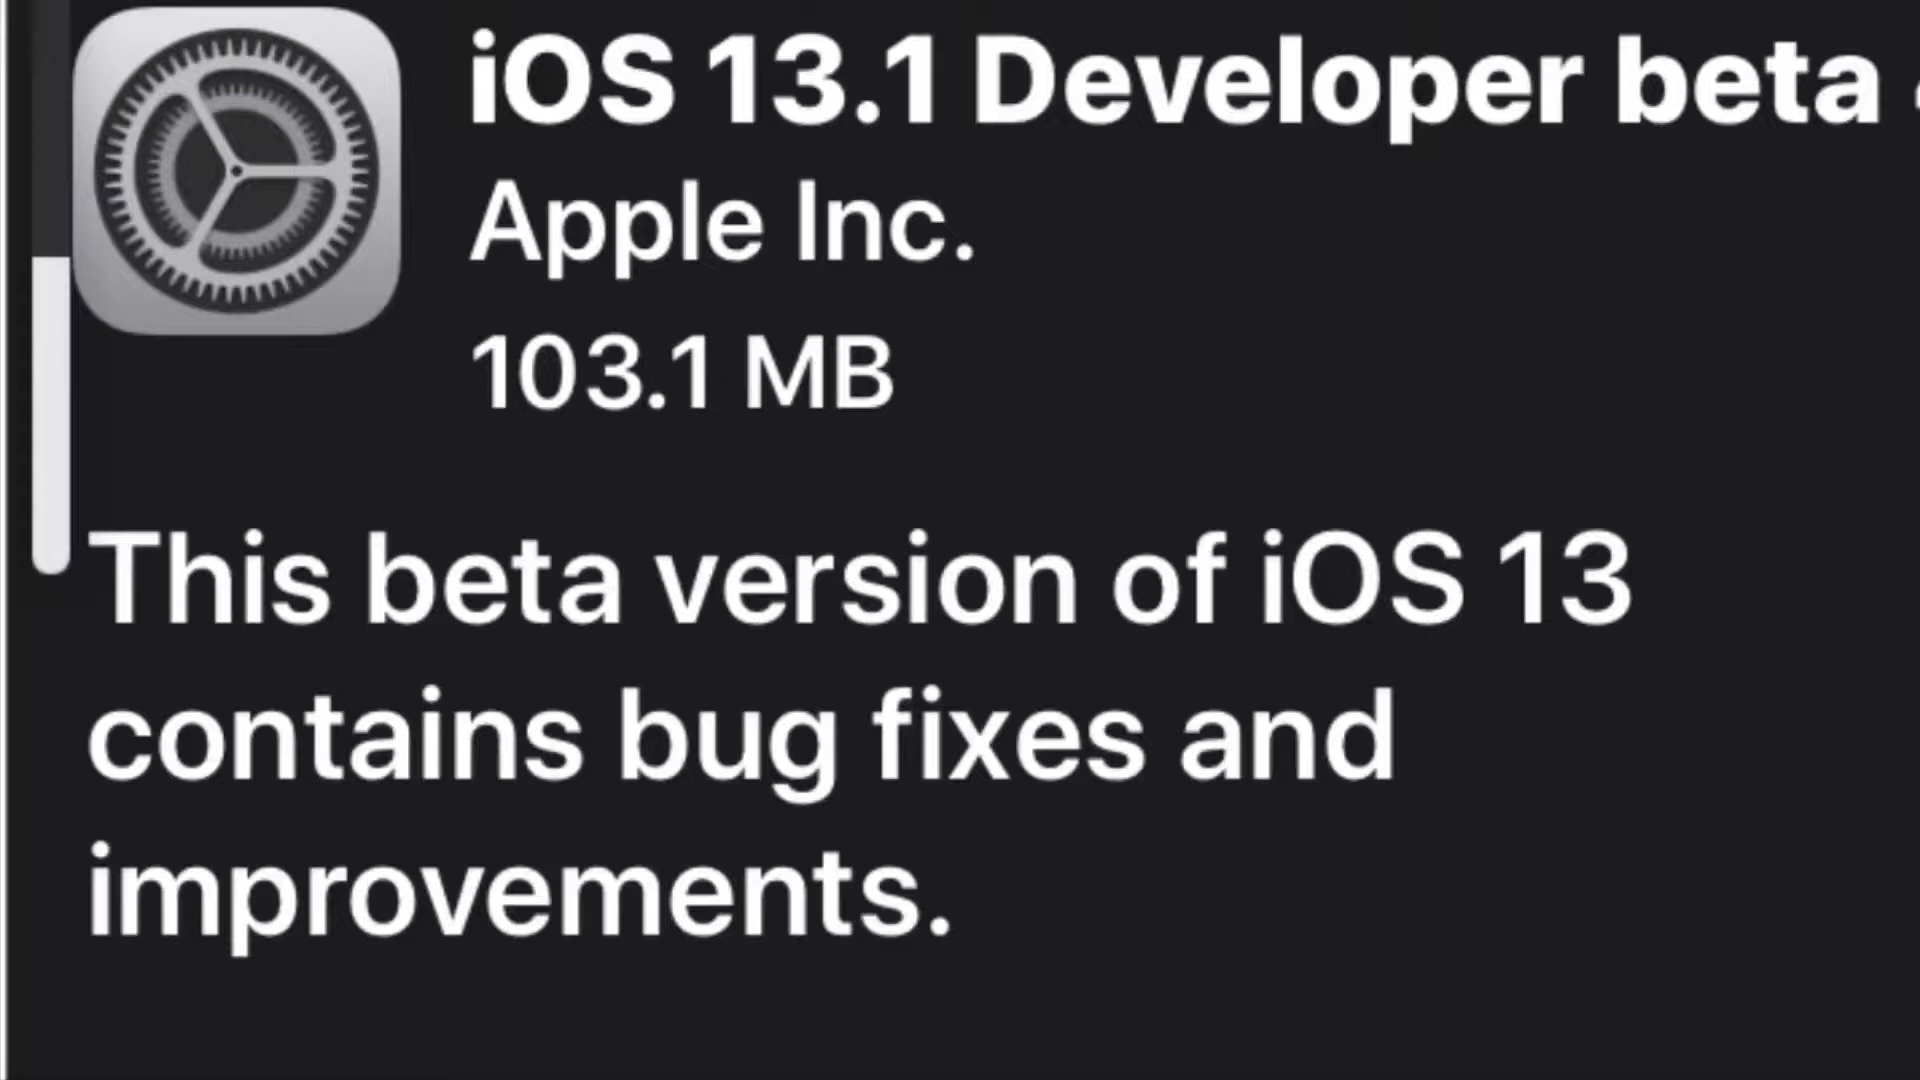 iOS 13.1 Developer beta
Apple Inc.
103.1 MB
This beta version of iOS 13
contains bug fixes and
improvements.